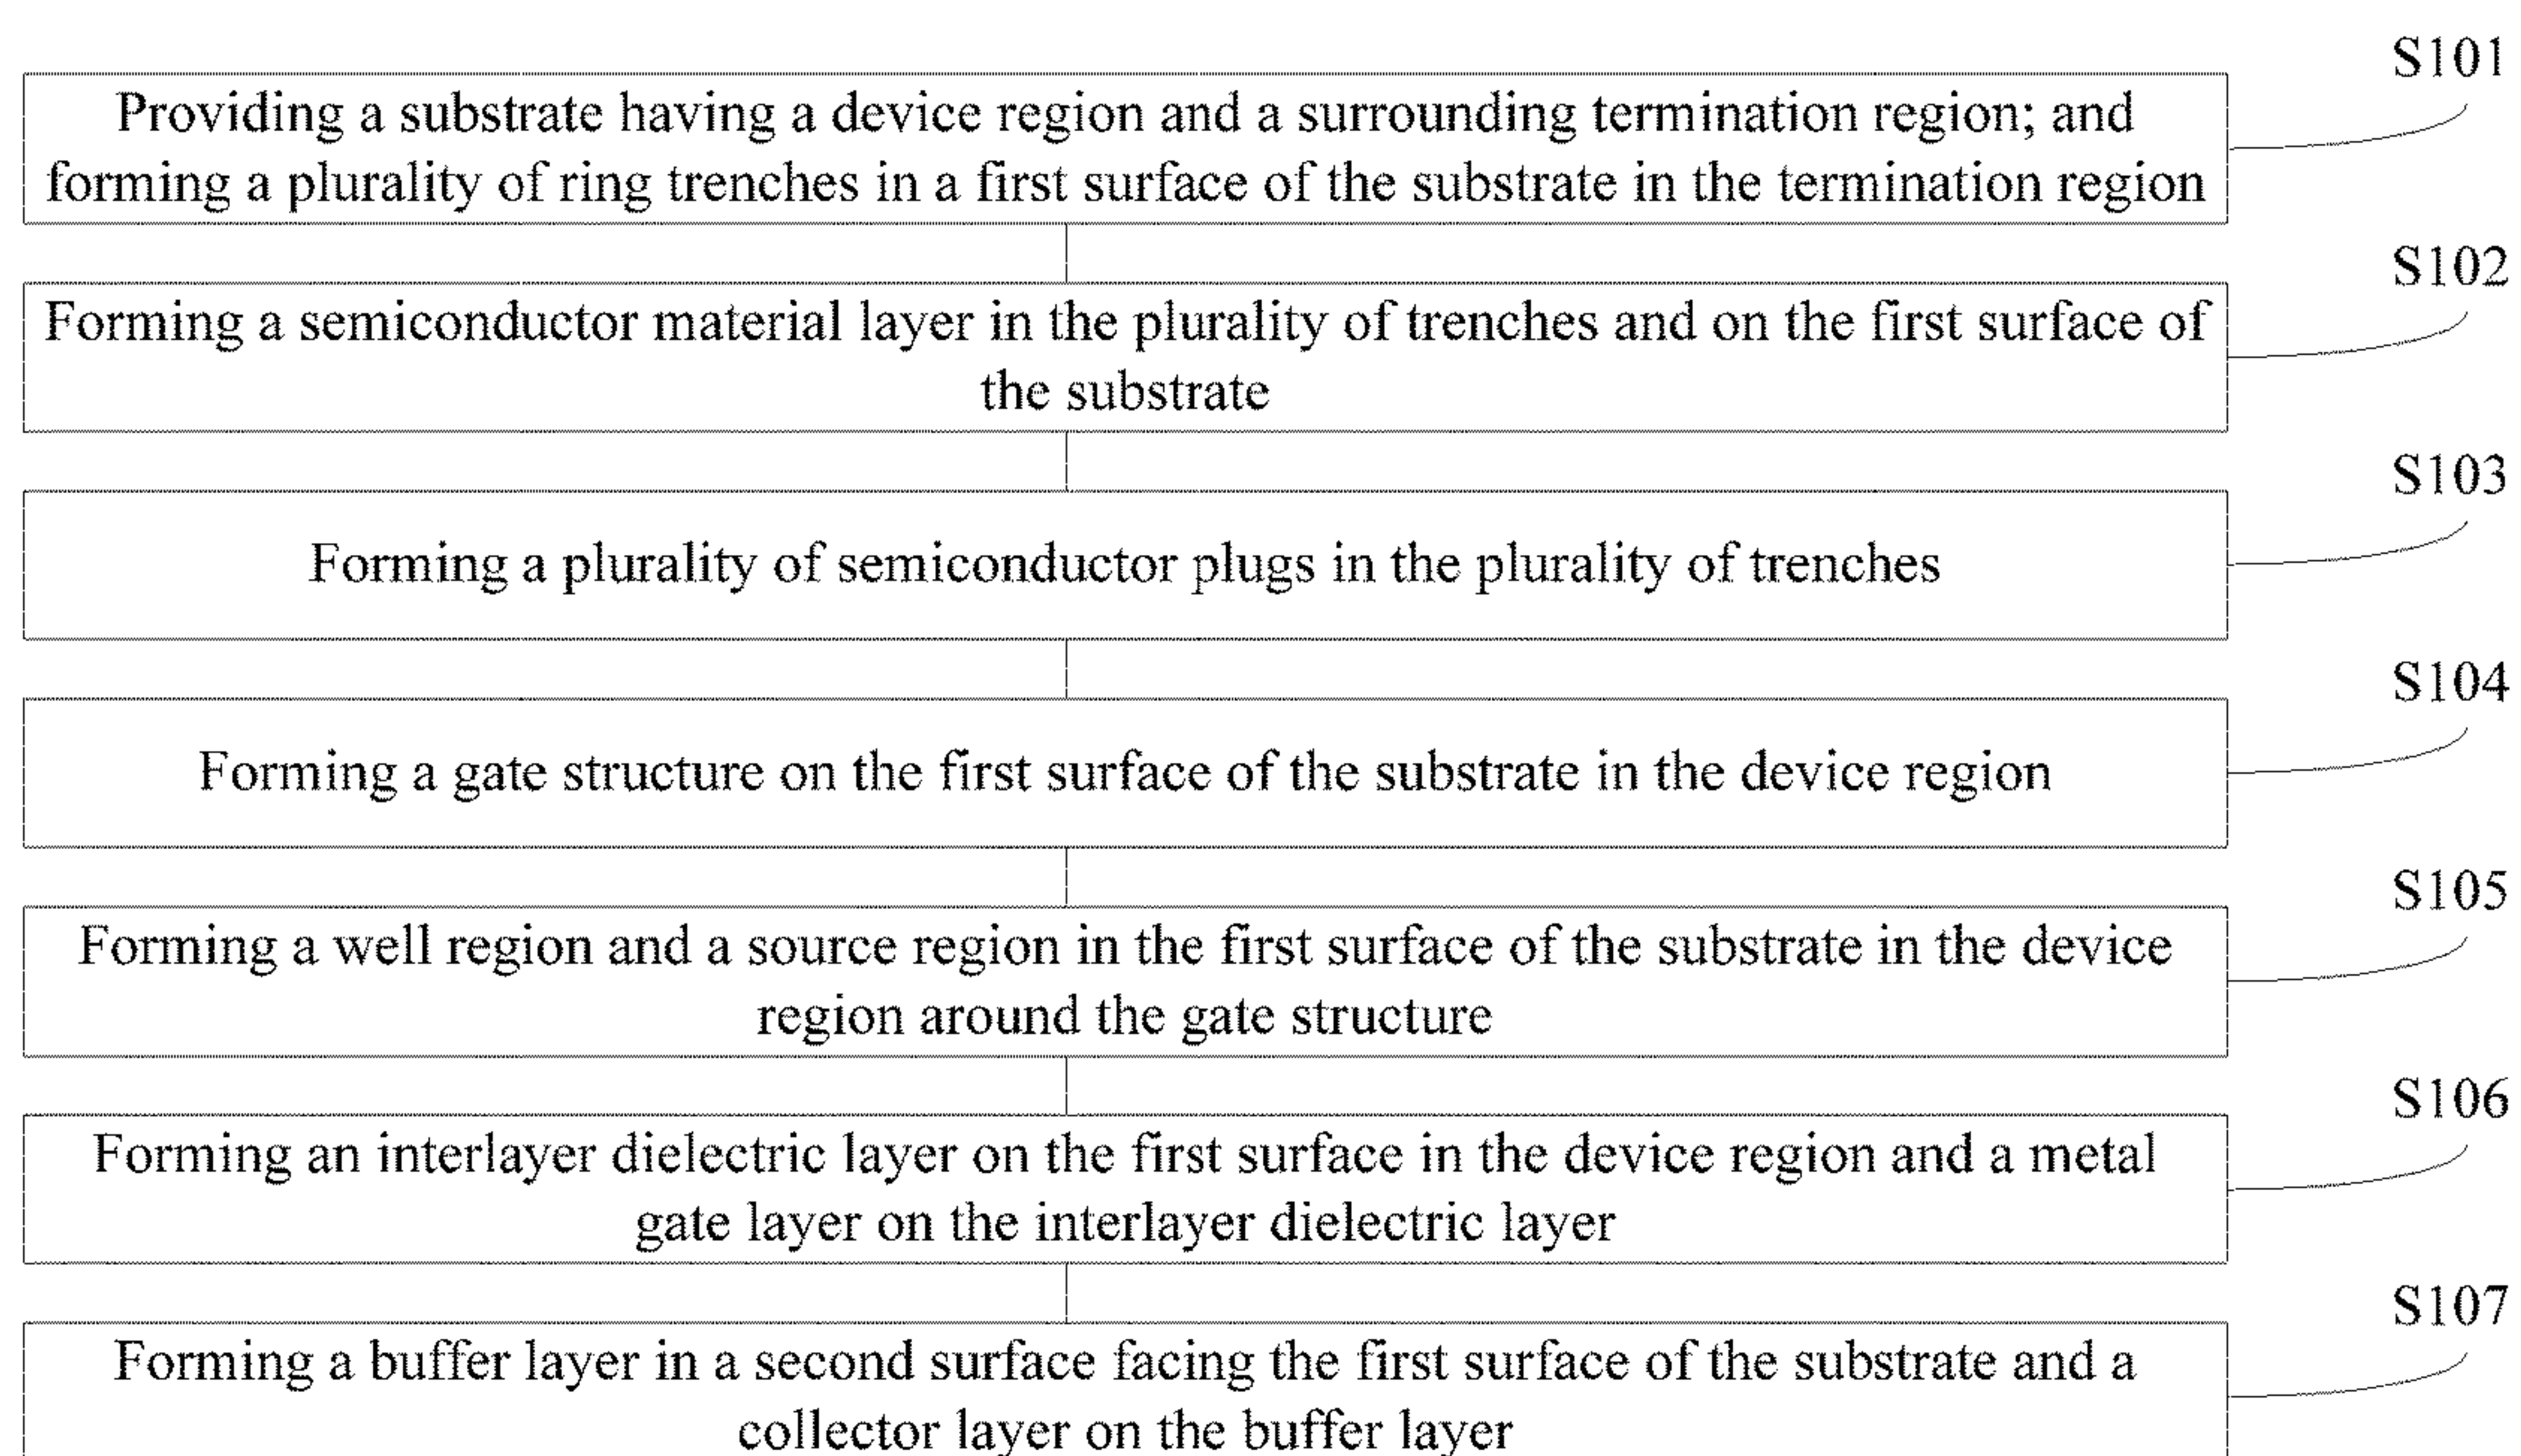 S101
Providing a substrate having a device region and a surrounding termination region; and
forming a plurality of ring trenches in a first surface of the substrate in the termination region
S102
Forming a semiconductor material layer in the plurality of trenches and on the first surface of
the substrate
S103
Forming a plurality of semiconductor plugs in the plurality of trenches
S104
Forming a gate structure on the first surface of the substrate in the device region
S105
Forming a well region and a source region in the first surface of the substrate in the device
region around the gate structure
S106
Forming an interlayer dielectric layer on the first surface in the device region and a metal
gate layer on the interlayer dielectric layer
S107
Forming a buffer layer in a second surface facing the first surface of the substrate and a
collector layer on the buffer layer